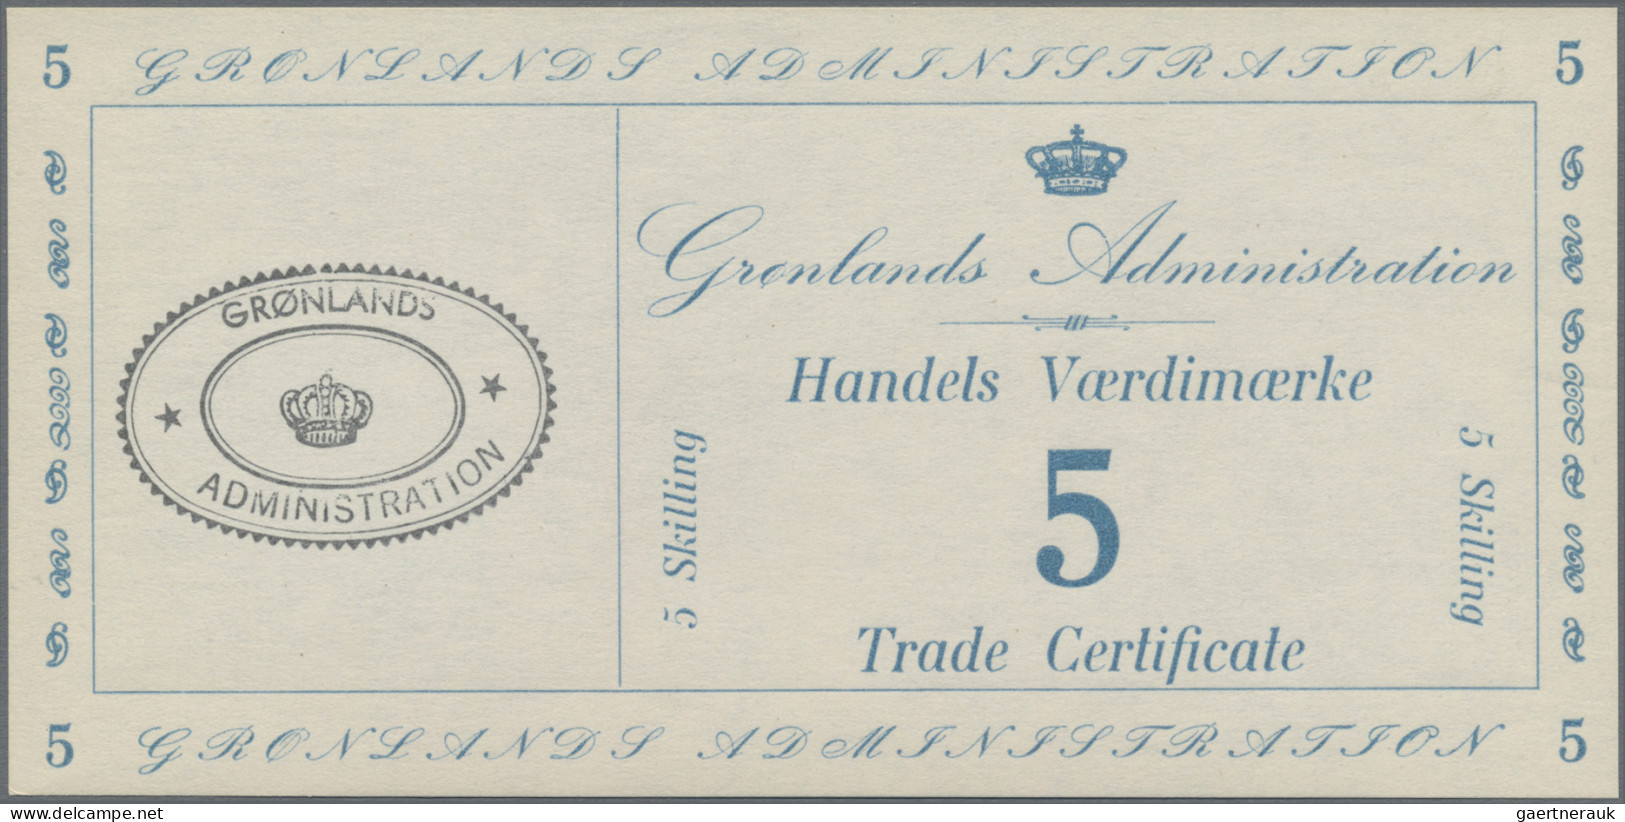 5 GRØNLANDS ADMINISTRATION 5
GRØNLANDS
ADMINISTRATION
Grønlands Administration
Handels Værdimærke
5 Skilling
5
5 Skilling
Trade Certificate
5 GRØNLANDS ADMINISTRATION 5
gaertnerauk